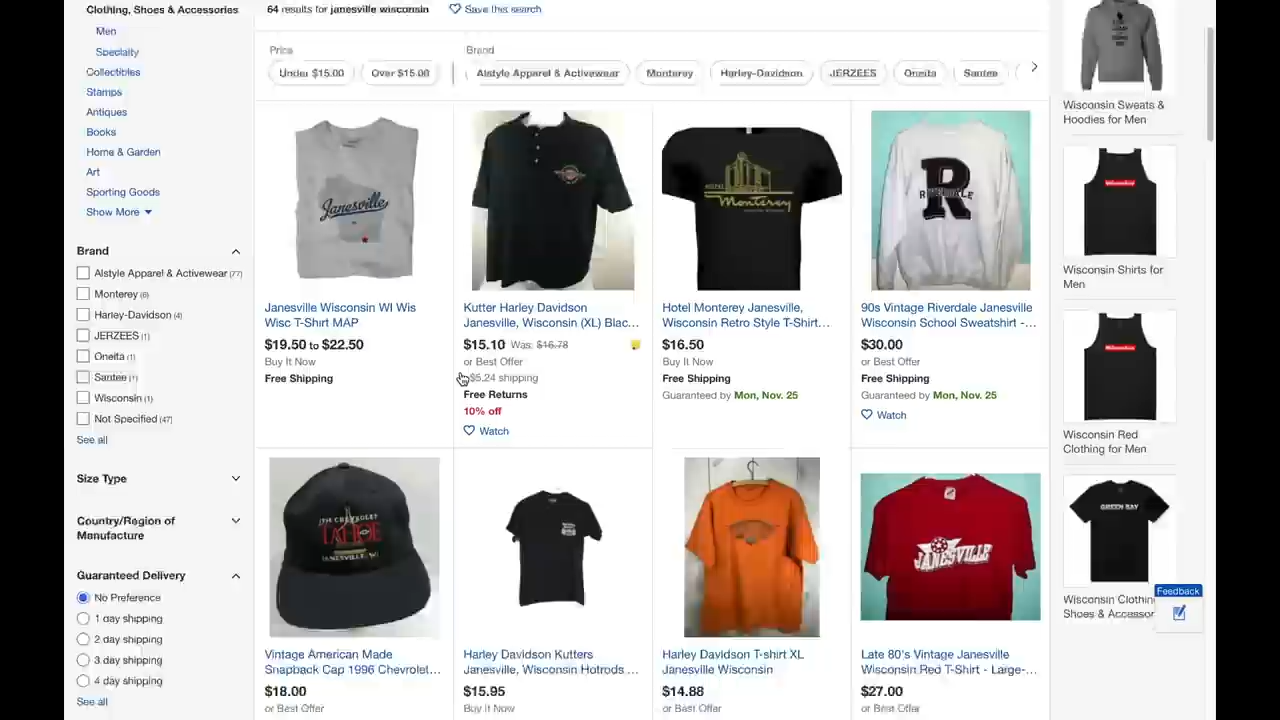 Clothing, Shoes & Accessories
Men
Specialty
Collectibles
Stamps
Antiques
Books
Home & Garden
Art
Sporting Goods
Show More
Brand
Alstyle Apparel & Activewear (77)
Monterey (6)
Harley-Davidson (4)
JERZEES (1)
Oneita (1)
Santee (1)
Wisconsin (1)
Not Specified (47)
See all
Size Type
Country/Region of
Manufacture
Guaranteed Delivery
No Preference
1 day shipping
2 day shipping
3 day shipping
4 day shipping
See all
64 results for janesville wisconsin
Save this search
Price
Under $15.00
Over $15.00
Brand
Alstyle Apparel & Activewear
Monterey
Harley-Davidson
JERZEES
Oneita
Santee
Janesville
Janesville Wisconsin WI Wis
Wisc T-Shirt MAP
$19.50 to $22.50
Buy It Now
Free Shipping
Kutter Harley Davidson
Janesville, Wisconsin (XL) Blac...
$15.10 Was: $16.78
or Best Offer
$5.24 shipping
Free Returns
10% off
Watch
HOTEL
Monterey
Hotel Monterey Janesville,
Wisconsin Retro Style T-Shirt...
$16.50
Buy It Now
Free Shipping
Guaranteed by Mon, Nov. 25
R
RIVERDALE
90s Vintage Riverdale Janesville
Wisconsin School Sweatshirt -...
$30.00
or Best Offer
Free Shipping
Guaranteed by Mon, Nov. 25
Watch
CHEVROLET
TAHOE
JANESVILLE, WI
Vintage American Made
Snapback Cap 1996 Chevrolet...
$18.00
or Best Offer
Harley Davidson Kutters
Janesville, Wisconsin Hotrods ...
$15.95
Buy It Now
Harley Davidson T-shirt XL
Janesville Wisconsin
$14.88
or Best Offer
JANESVILLE
Late 80's Vintage Janesville
Wisconsin Red T-Shirt - Large-...
$27.00
or Best Offer
Wisconsin Sweats &
Hoodies for Men
Wisconsin Shirts for
Men
Wisconsin Red
Clothing for Men
GREEN BAY
Wisconsin Clothing
Shoes & Accessor
Feedback